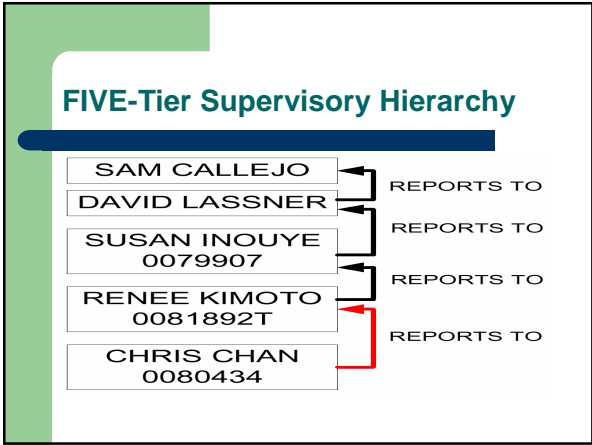 FIVE-Tier Supervisory Hierarchy
SAM CALLEJO
REPORTS TO
DAVID LASSNER
REPORTS TO
SUSAN INOUYE
0079907
REPORTS TO
RENEE KIMOTO
0081892T
REPORTS TO
CHRIS CHAN
0080434